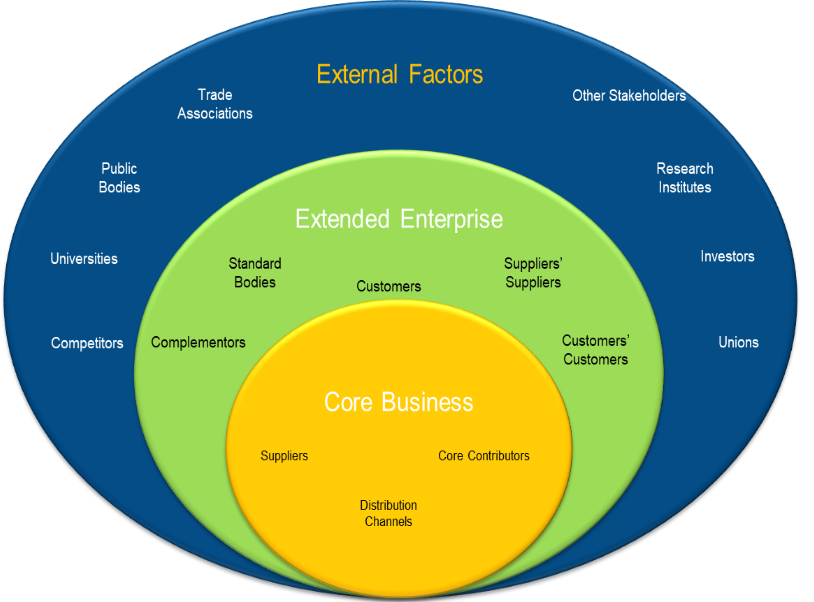 External Factors
Trade
Associations
Other Stakeholders
Public
Bodies
Research
Institutes
Universities
Investors
Competitors
Unions
Extended Enterprise
Standard
Bodies
Customers
Suppliers'
Suppliers
Complementors
Customers'
Customers
Core Business
Suppliers
Core Contributors
Distribution
Channels